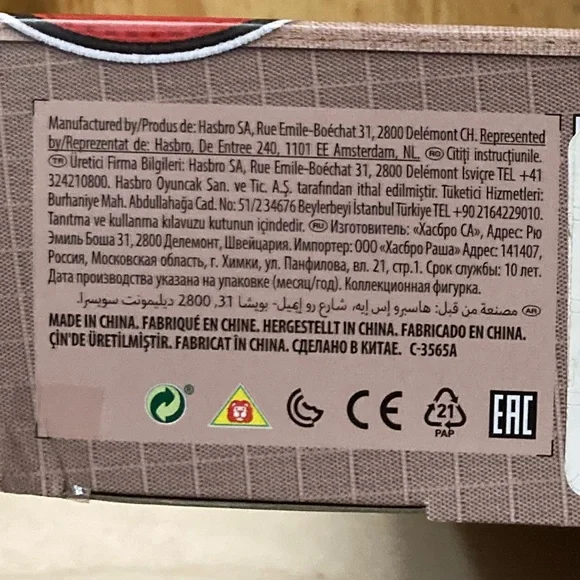 Manufactured by/Produs de: Hasbro SA, Rue Emile-Boéchat 31, 2800 Delémont CH. Represented
by/Reprezentat de: Hasbro, De Entree 240, 1101 EE Amsterdam, NL. RO Citiţi instrucţiunile.
TR Üretici Firma Bilgileri: Hasbro SA, Rue Emile-Boéchat 31, 2800 Delémont İsviçre TEL +41
324210800. Hasbro Oyuncak San. ve Tic. A.Ş. tarafından ithal edilmiştir. Tüketici Hizmetleri:
Burhaniye Mah. Abdullahağa Cad. No: 51/2 34676 Beylerbeyi İstanbul Türkiye TEL +90 2164229010.
Tanıtma ve kullanma kılavuzu kutunun içindedir. RU Изготовитель: «Хасбро СА», Адрес: Рю
Эмиль Боша 31, 2800 Делемонт, Швейцария. Импортер: ООО «Хасбро Раша» Адрес: 141407,
Россия, Московская область, г. Химки, ул. Панфилова, вл. 21, стр.1. Срок службы: 10 лет.
Дата производства указана на упаковке (месяц/год). Коллекционная фигурка.
AR مصنعة من قبل: هاسبرو إس إيه، شارع رو إيميل- بويشا 31, 2800 ديليمونت سويسرا.
MADE IN CHINA. FABRIQUÉ EN CHINE. HERGESTELLT IN CHINA. FABRICADO EN CHINA.
ÇİN'DE ÜRETİLMİŞTİR. FABRICAT ÎN CHINA. СДЕЛАНО В КИТАЕ. C-3565A
® CE 21 EAC
PAP